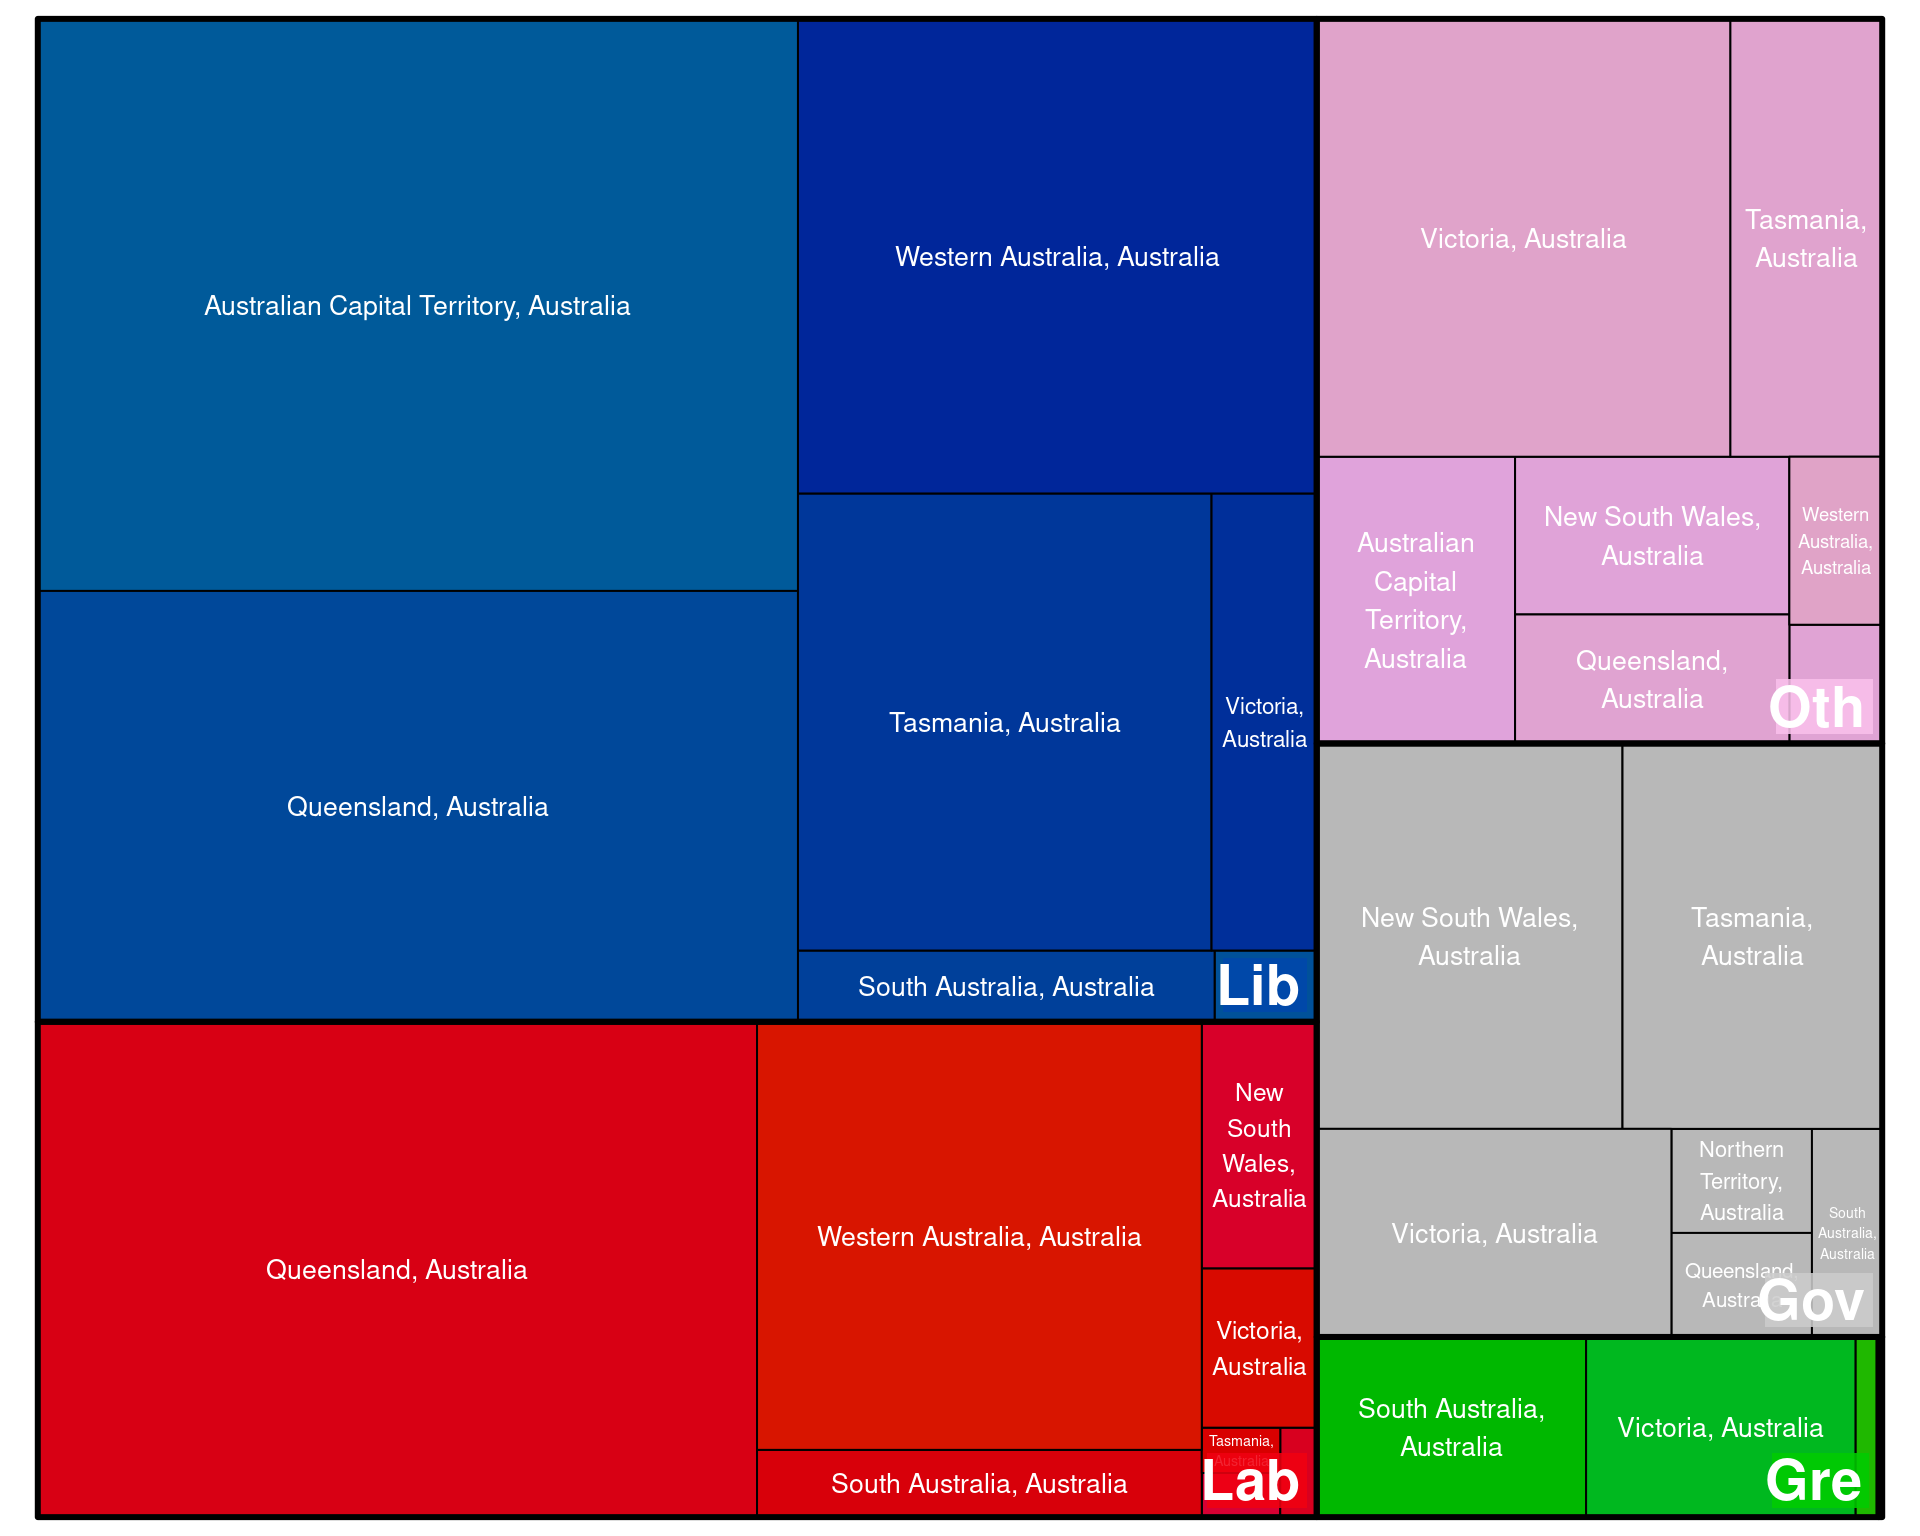 Australian Capital Territory, Australia
Queensland, Australia
Western Australia, Australia
Tasmania, Australia
Victoria,
Australia
South Australia, Australia
Lib
Queensland, Australia
Western Australia, Australia
South Australia, Australia
New
South
Wales,
Australia
Victoria,
Australia
Tasmania,
Australia
Lab
Victoria, Australia
Tasmania,
Australia
Australian
Capital
Territory,
Australia
New South Wales,
Australia
Queensland,
Australia
Western
Australia,
Australia
Oth
New South Wales,
Australia
Tasmania,
Australia
Victoria, Australia
Northern
Territory,
Australia
Queensland,
Australia
South
Australia,
Australia
Gov
South Australia,
Australia
Victoria, Australia
Gre